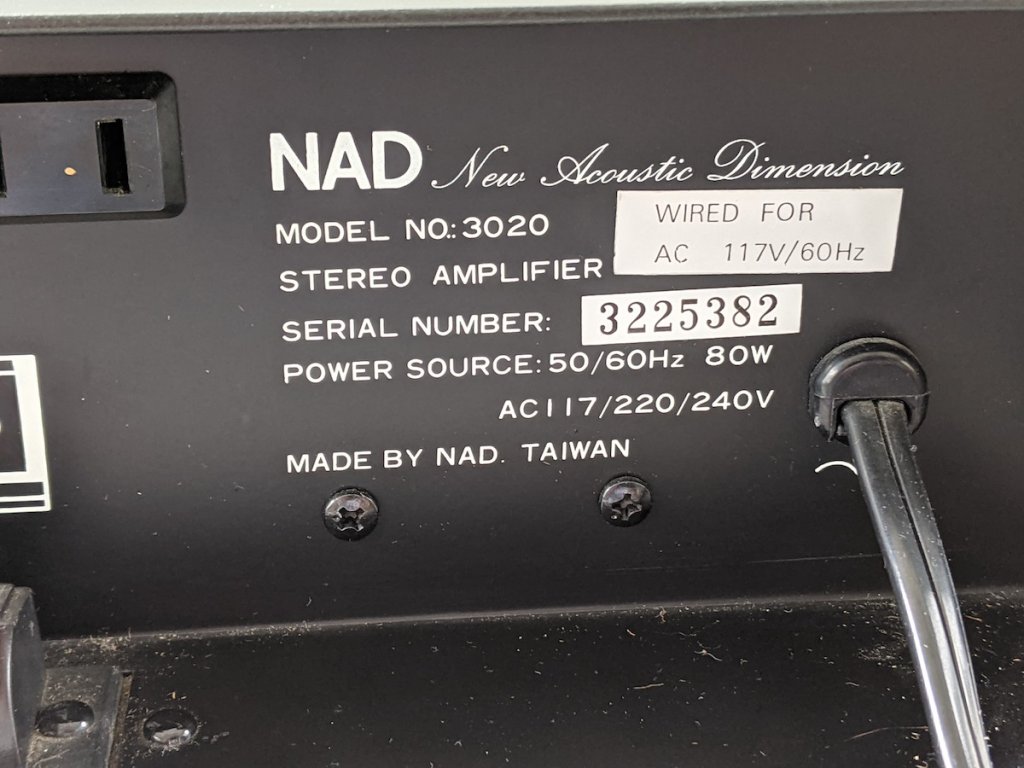 NAD New Acoustic Dimension
MODEL NO.: 3020
WIRED FOR
AC 117V/60Hz
STEREO AMPLIFIER
SERIAL NUMBER: 3225382
POWER SOURCE: 50/60Hz 80W
AC117/220/240V
MADE BY NAD. TAIWAN